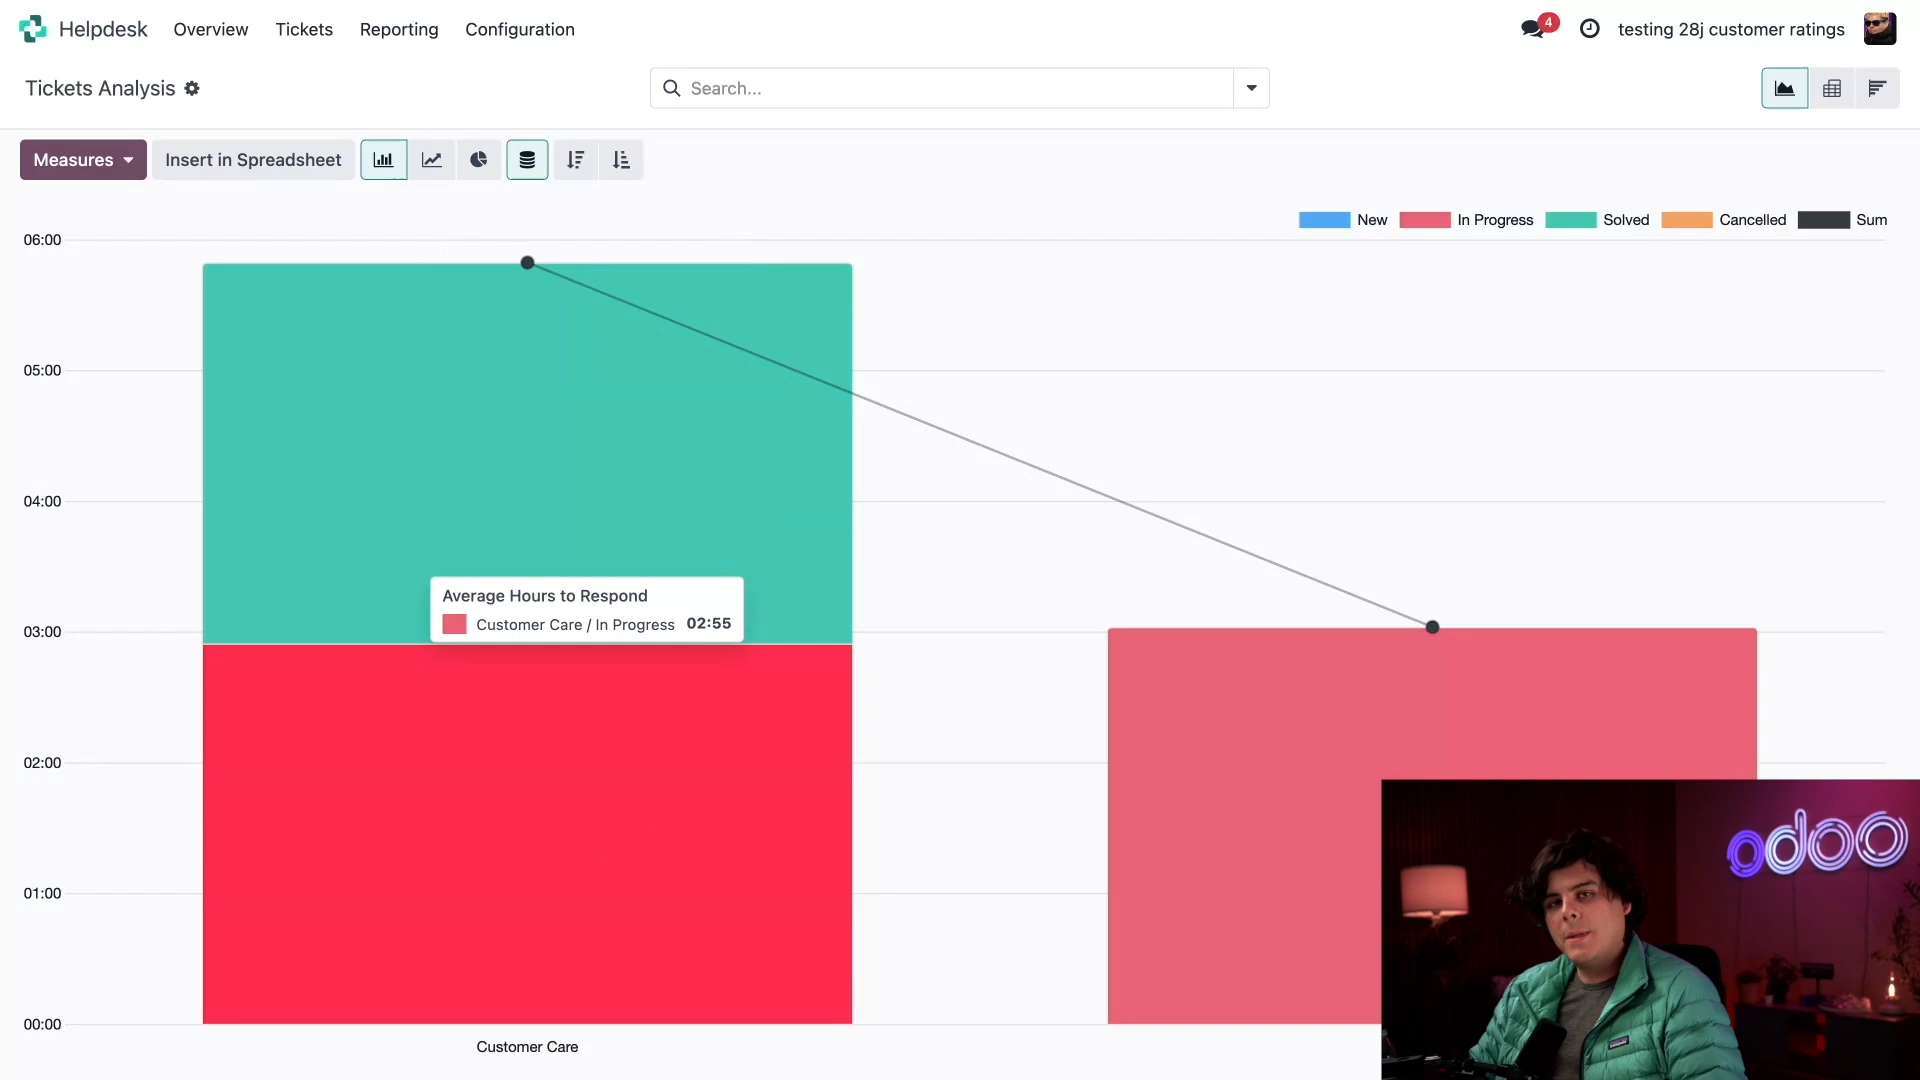 Helpdesk Overview Tickets Reporting Configuration 4 testing 28j customer ratings
Tickets Analysis Search...
Measures Insert in Spreadsheet
New In Progress Solved Cancelled Sum
06:00
05:00
04:00
Average Hours to Respond
Customer Care / In Progress 02:55
03:00
02:00
01:00
00:00
Customer Care
odoo